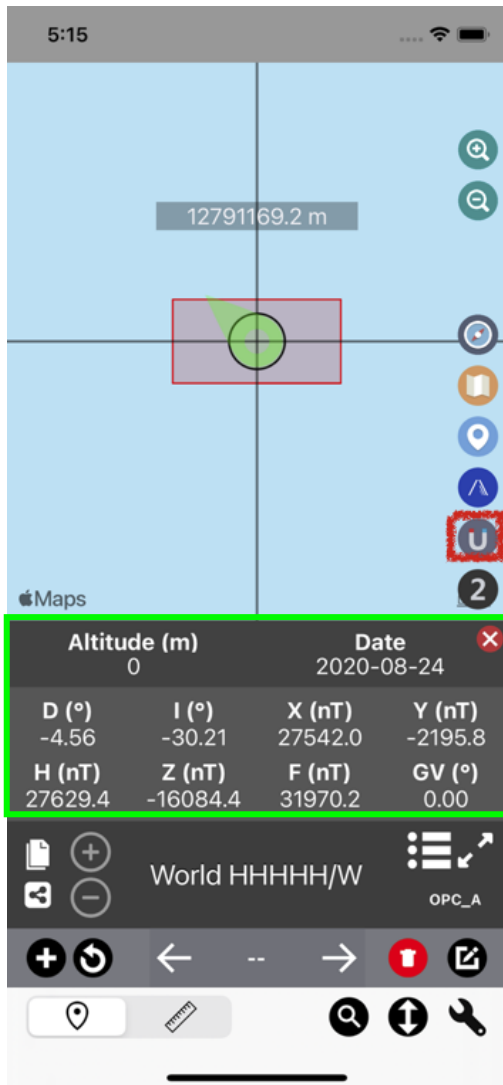 5:15
12791169.2 m
2
Maps
Altitude (m) Date
0 2020-08-24
D (°) I (°) X (nT) Y (nT)
-4.56 -30.21 27542.0 -2195.8
H (nT) Z (nT) F (nT) GV (°)
27629.4 -16084.4 31970.2 0.00
World HHHHH/W
OPC_A
--